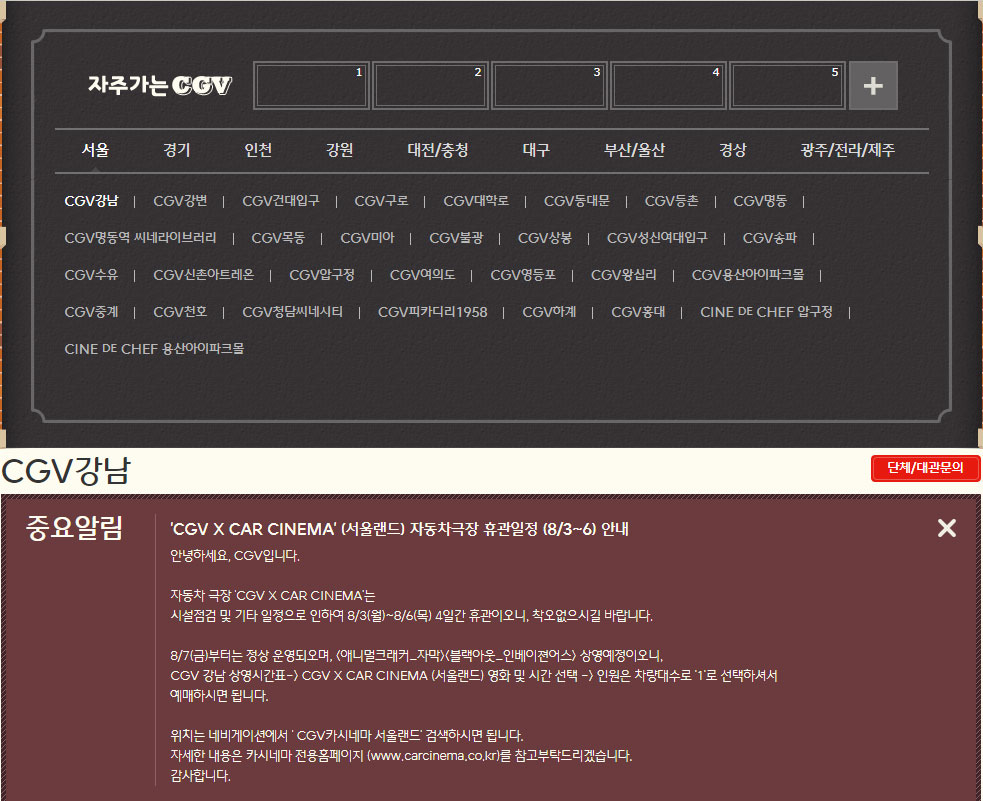 자주가는 CGV 1 2 3 4 5 +
서울 경기 인천 강원 대전/충청 대구 부산/울산 경상 광주/전라/제주
CGV강남 | CGV강변 | CGV건대입구 | CGV구로 | CGV대학로 | CGV동대문 | CGV등촌 | CGV명동 |
CGV명동역 씨네라이브러리 | CGV목동 | CGV미아 | CGV불광 | CGV상봉 | CGV성신여대입구 | CGV송파 |
CGV수유 | CGV신촌아트레온 | CGV압구정 | CGV여의도 | CGV영등포 | CGV왕십리 | CGV용산아이파크몰 |
CGV중계 | CGV천호 | CGV청담씨네시티 | CGV피카디리1958 | CGV하계 | CGV홍대 | CINE DE CHEF 압구정 |
CINE DE CHEF 용산아이파크몰
CGV강남
단체/대관문의
중요알림
'CGV X CAR CINEMA' (서울랜드) 자동차극장 휴관일정 (8/3~6) 안내
안녕하세요, CGV입니다.
자동차 극장 'CGV X CAR CINEMA'는
시설점검 및 기타 일정으로 인하여 8/3(월)~8/6(목) 4일간 휴관이오니, 착오없으시길 바랍니다.
8/7(금)부터는 정상 운영되오며, <애니멀크래커_자막><블랙아웃_인베이젼어스> 상영예정이오니,
CGV 강남 상영시간표-> CGV X CAR CINEMA (서울랜드) 영화 및 시간 선택 -> 인원은 차량대수로 '1'로 선택하셔서
예매하시면 됩니다.
위치는 네비게이션에서 ' CGV카시네마 서울랜드' 검색하시면 됩니다.
자세한 내용은 카시네마 전용홈페이지 (www.carcinema.co.kr)를 참고부탁드리겠습니다.
감사합니다.